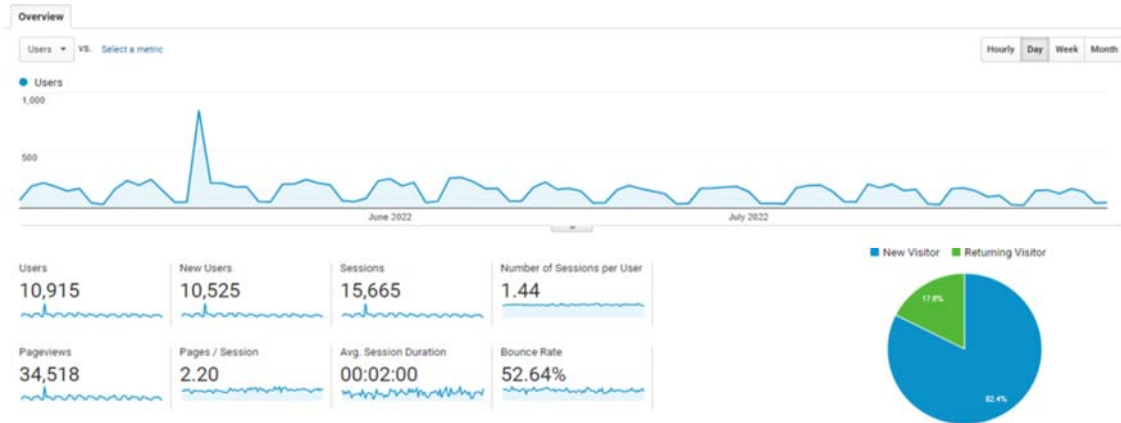 Overview
Users vs. Select a metric
Hourly Day Week Month
Users
1,000
500
June 2022 July 2022
New Visitor Returning Visitor
Users New Users Sessions Number of Sessions per User
10,915 10,525 15,665 1.44
17.6%
Pageviews Pages / Session Avg. Session Duration Bounce Rate
34,518 2.20 00:02:00 52.64%
82.4%